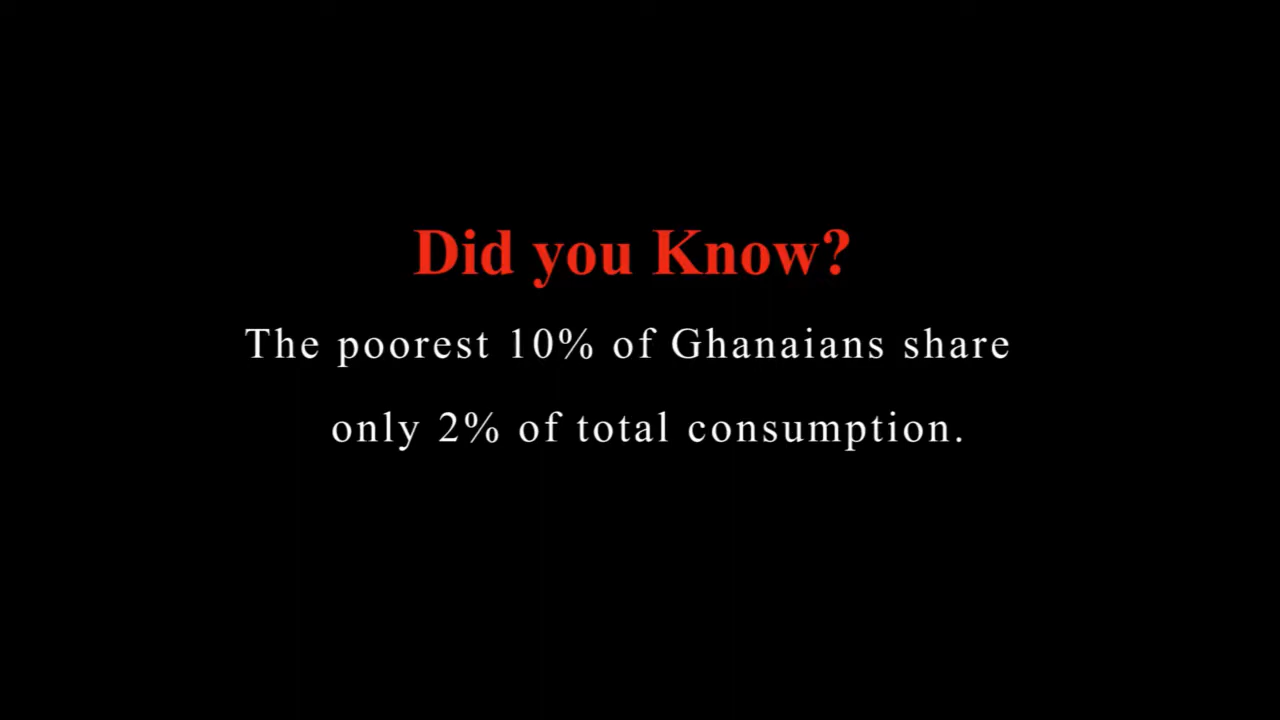 Did you Know?
The poorest 10% of Ghanaians share
only 2% of total consumption.